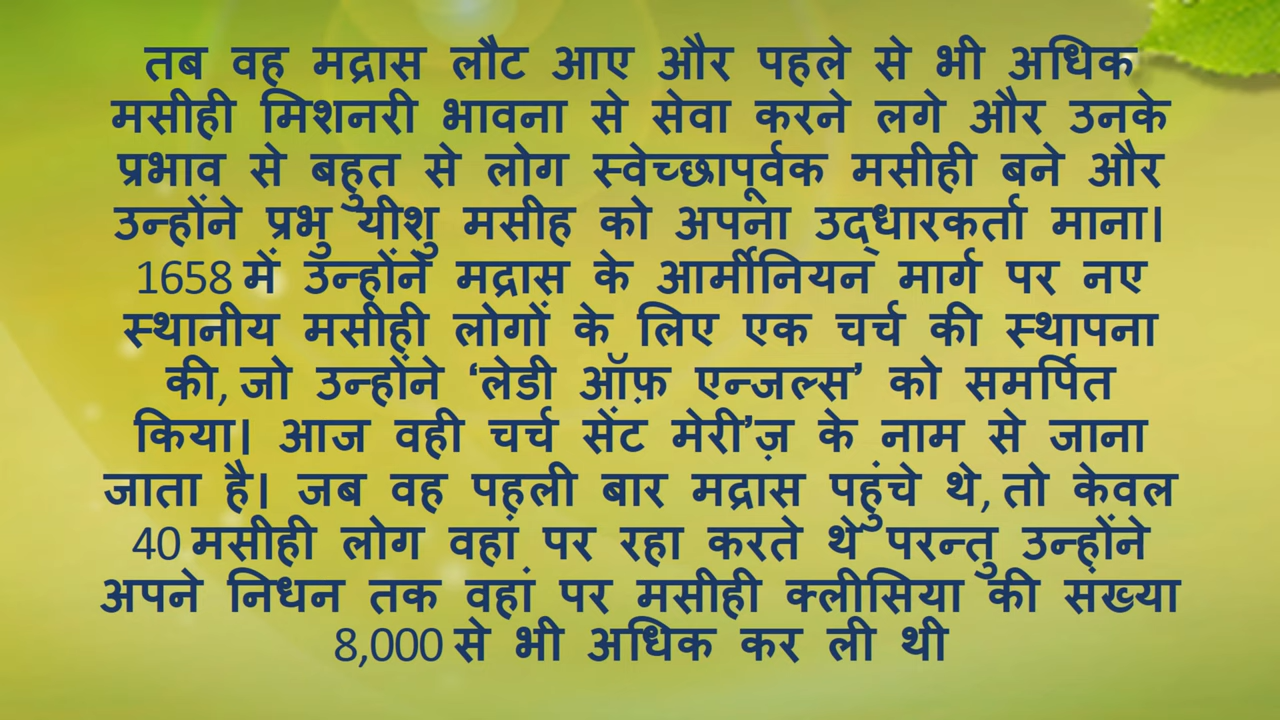 तब वह मद्रास लौट आए और पहले से भी अधिक
मसीही मिशनरी भावना से सेवा करने लगे और उनके
प्रभाव से बहुत से लोग स्वेच्छापूर्वक मसीही बने और
उन्होंने प्रभु यीशु मसीह को अपना उद्धारकर्ता माना।
1658 में उन्होंने मद्रास के आर्मीनियन मार्ग पर नए
स्थानीय मसीही लोगों के लिए एक चर्च की स्थापना
की, जो उन्होंने ‘लेडी ऑफ़ एन्जल्स’ को समर्पित
किया। आज वही चर्च सेंट मेरी’ज़ के नाम से जाना
जाता है। जब वह पहली बार मद्रास पहुंचे थे, तो केवल
40 मसीही लोग वहां पर रहा करते थे परन्तु उन्होंने
अपने निधन तक वहां पर मसीही क्लीसिया की संख्या
8,000 से भी अधिक कर ली थी